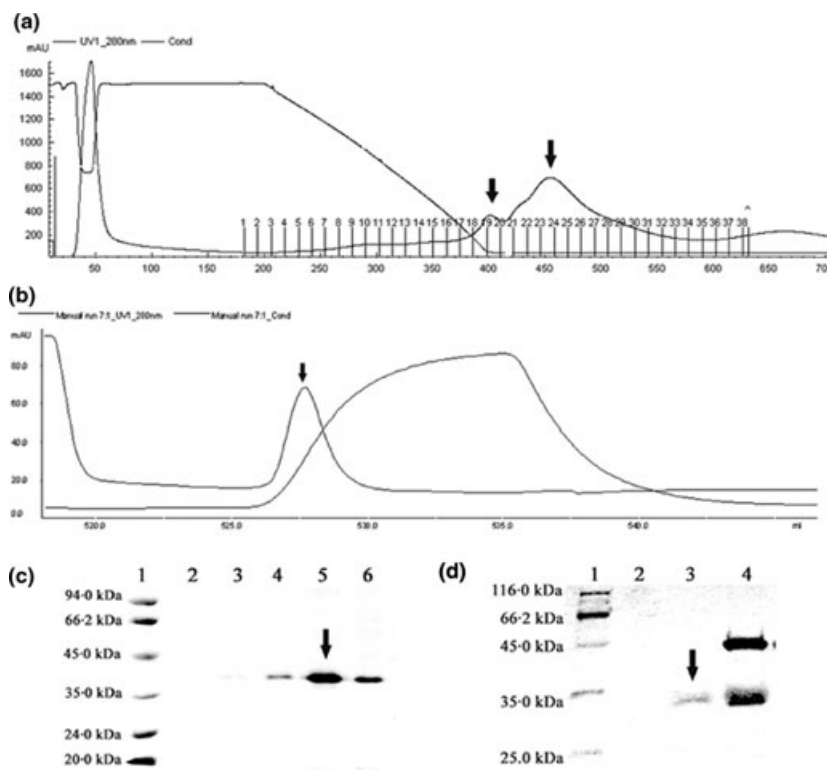 (a)
UV1_280nm Cond
mAU
1600
1400
1200
1000
800
600
400
200
1 2 3 4 5 6 7 8 9 10 11 12 13 14 15 16 17 18 19 20 21 22 23 24 25 26 27 28 29 30 31 32 33 34 35 36 37 38
50 100 150 200 250 300 350 400 450 500 550 600 650 700
(b)
Manual run 7:1_UV1_280nm Manual run 7:1_Cond
mAU
80.0
60.0
40.0
20.0
0.0
520.0 525.0 530.0 535.0 540.0 ml
(c)
1 2 3 4 5 6
94·0 kDa
66·2 kDa
45·0 kDa
35·0 kDa
24·0 kDa
20·0 kDa
(d)
1 2 3 4
116·0 kDa
66·2 kDa
45·0 kDa
35·0 kDa
25.0 kDa